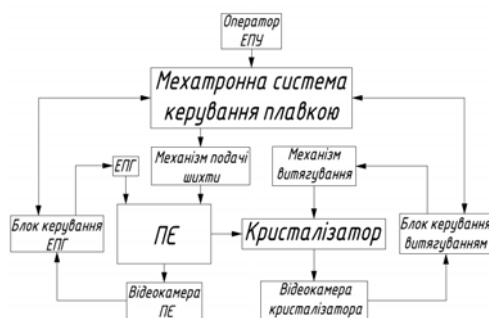 Оператор
ЕПУ
Мехатронна система
керування плавкою
ЕПГ
Механізм подачі
шихти
Механізм
витягування
Блок керування
ЕПГ
ПЕ
Кристалізатор
Блок керування
витягуванням
Відеокамера
ПЕ
Відеокамера
кристалізатора